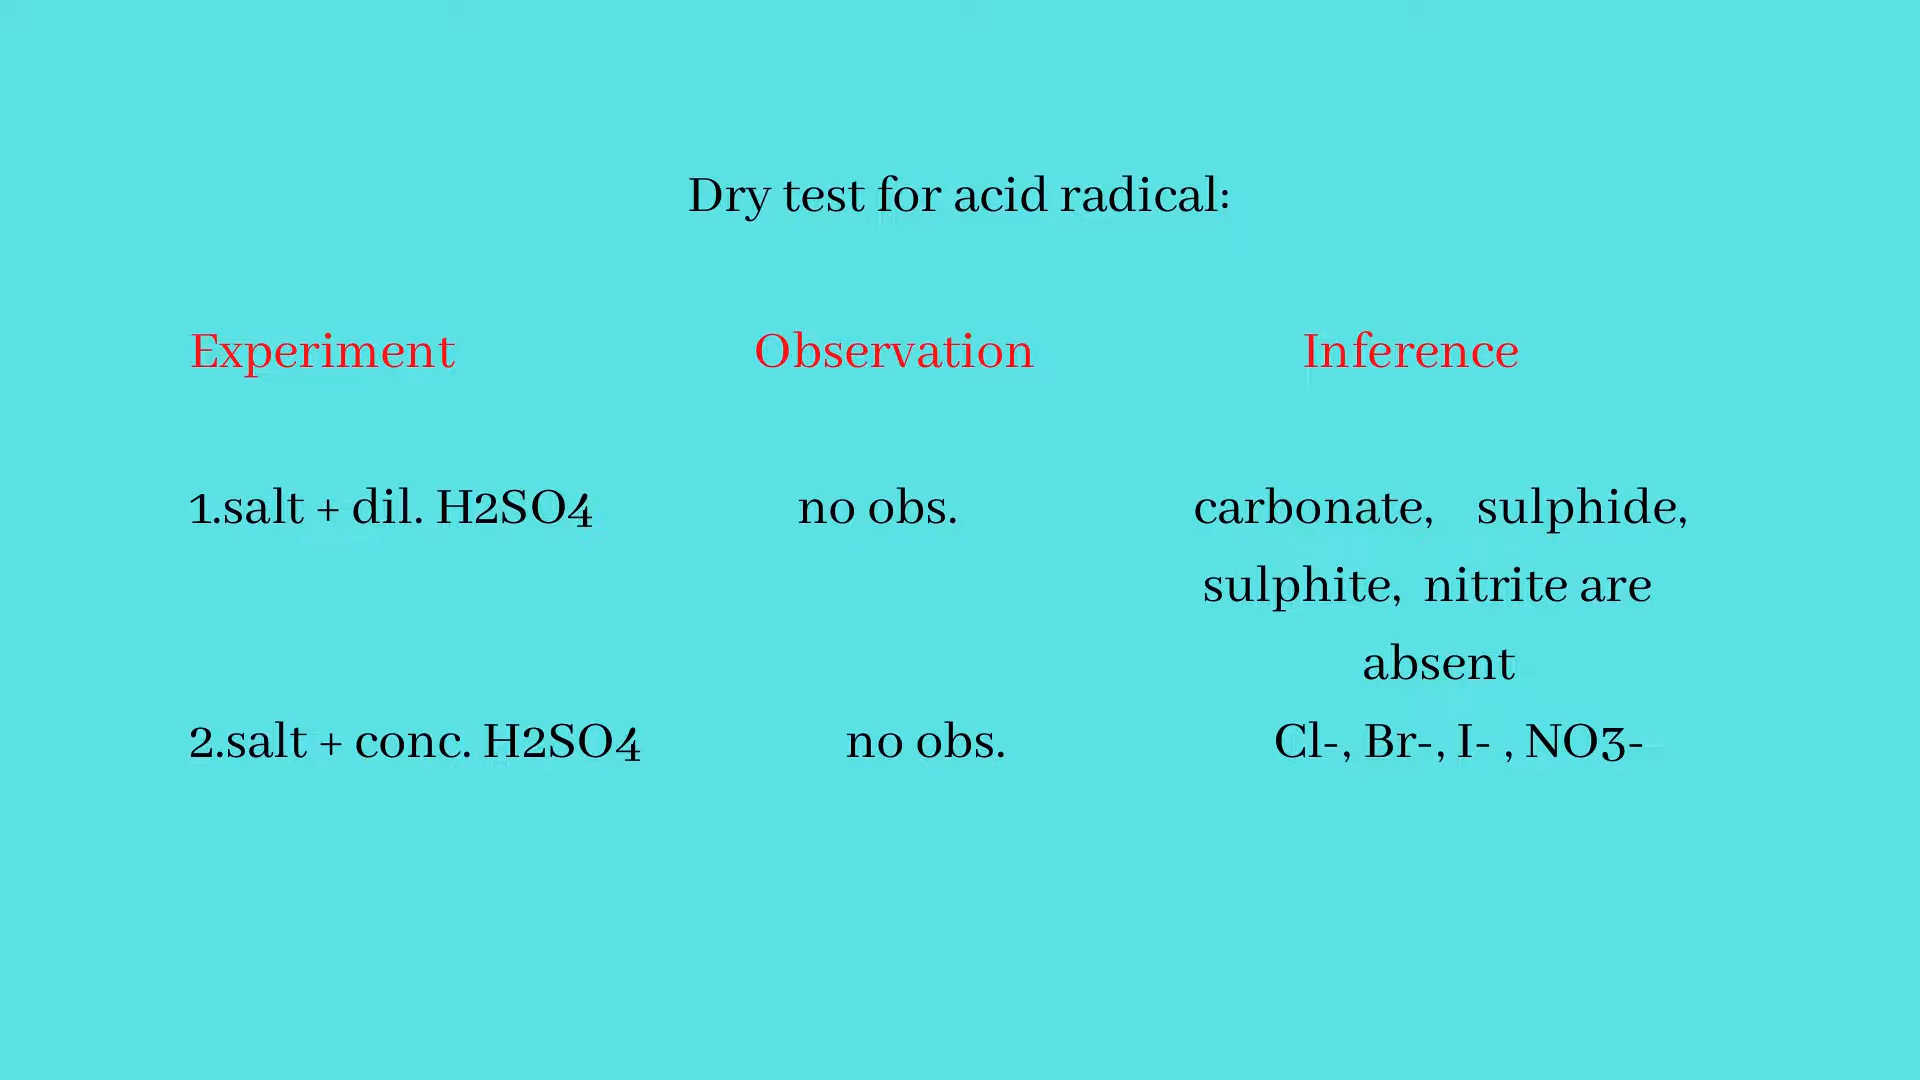 Dry test for acid radical:
Experiment Observation Inference
1.salt + dil. H2SO4 no obs. carbonate, sulphide,
sulphite, nitrite are
absent
2.salt + conc. H2SO4 no obs. Cl-, Br-, I- , NO3-